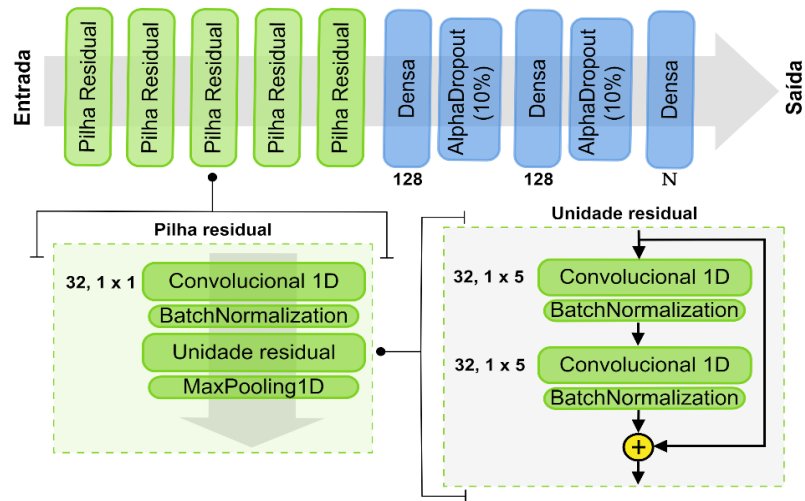 Entrada
Pilha Residual
Pilha Residual
Pilha Residual
Pilha Residual
Pilha Residual
Densa
AlphaDropout
(10%)
Densa
AlphaDropout
(10%)
Densa
Saída
128
128
N
Pilha residual
32, 1 x 1
Convolucional 1D
BatchNormalization
Unidade residual
MaxPooling1D
Unidade residual
32, 1 x 5
Convolucional 1D
BatchNormalization
32, 1 x 5
Convolucional 1D
BatchNormalization
+